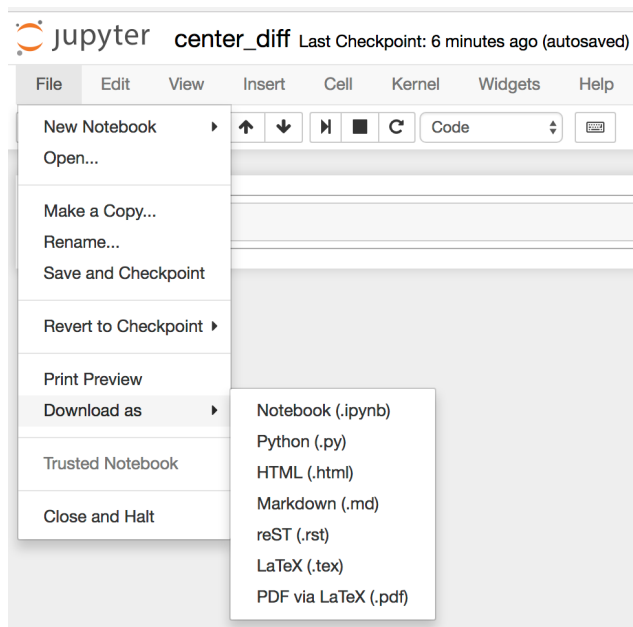 jupyter center_diff Last Checkpoint: 6 minutes ago (autosaved)
File Edit View Insert Cell Kernel Widgets Help
New Notebook
Code
Open...
Make a Copy...
Rename...
Save and Checkpoint
Revert to Checkpoint
Print Preview
Download as
Trusted Notebook
Close and Halt
Notebook (.ipynb)
Python (.py)
HTML (.html)
Markdown (.md)
reST (.rst)
LaTeX (.tex)
PDF via LaTeX (.pdf)